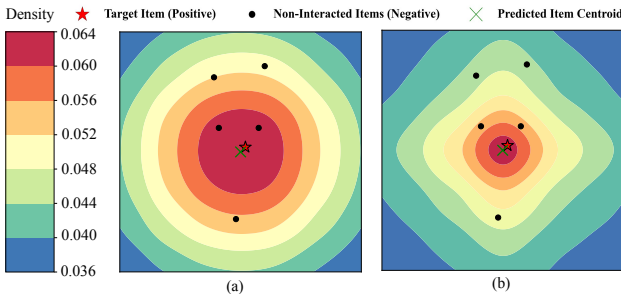 Density
Target Item (Positive)
Non-Interacted Items (Negative)
Predicted Item Centroid
0.064
0.060
0.056
0.052
0.048
0.044
0.040
0.036
(a)
(b)